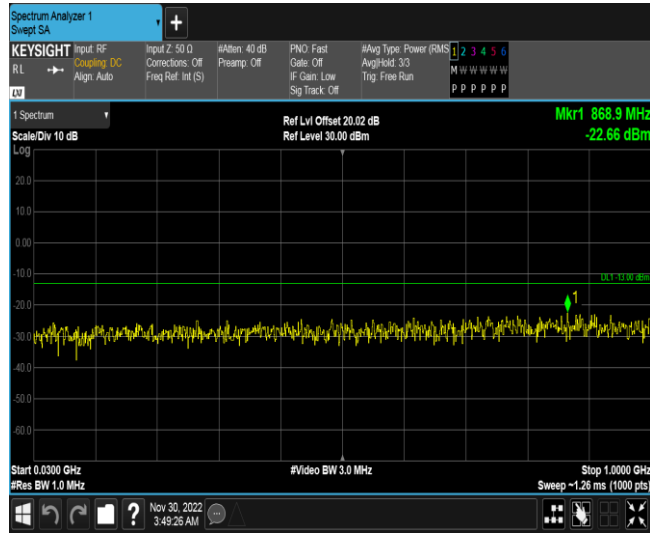 Spectrum Analyzer 1
Swept SA
+
KEYSIGHT
RL
LXI
Input: RF
Coupling: DC
Align: Auto
Input Z: 50 Ω
Corrections: Off
Freq Ref: Int (S)
#Atten: 40 dB
Preamp: Off
PNO: Fast
Gate: Off
IF Gain: Low
Sig Track: Off
#Avg Type: Power (RMS
Avg|Hold: 3/3
Trig: Free Run
1 2 3 4 5 6
M W W W W W
P P P P P P
1 Spectrum
Scale/Div 10 dB
Ref Lvl Offset 20.02 dB
Ref Level 30.00 dBm
Mkr1 868.9 MHz
-22.66 dBm
Log
20.0
10.0
0.00
-10.0
DL1 -13.00 dBm
1
-20.0
-30.0
-40.0
-50.0
-60.0
Start 0.0300 GHz
#Video BW 3.0 MHz
Stop 1.0000 GHz
#Res BW 1.0 MHz
Sweep ~1.26 ms (1000 pts)
?
Nov 30, 2022
3:49:26 AM